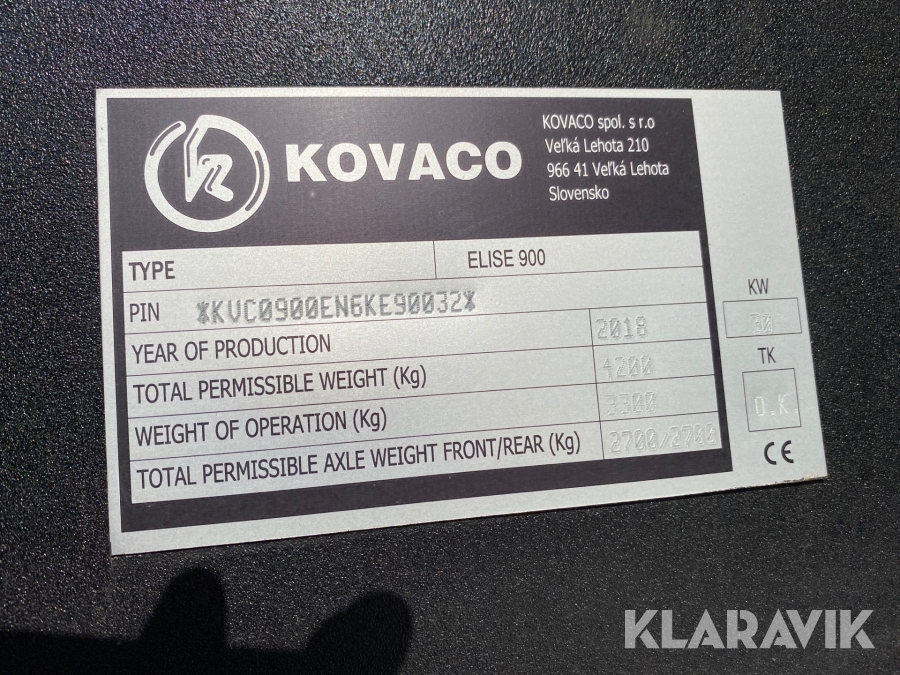 KOVACO
KOVACO spol. s r.o
Veľká Lehota 210
966 41 Veľká Lehota
Slovensko
TYPE ELISE 900
PIN *KVC0900EN6KE90032*
YEAR OF PRODUCTION 2018
TOTAL PERMISSIBLE WEIGHT (Kg) 4200
WEIGHT OF OPERATION (Kg) 3300
TOTAL PERMISSIBLE AXLE WEIGHT FRONT/REAR (Kg) 2700/2700
KW
30
TK
O.K.
CE
KLARAVIK